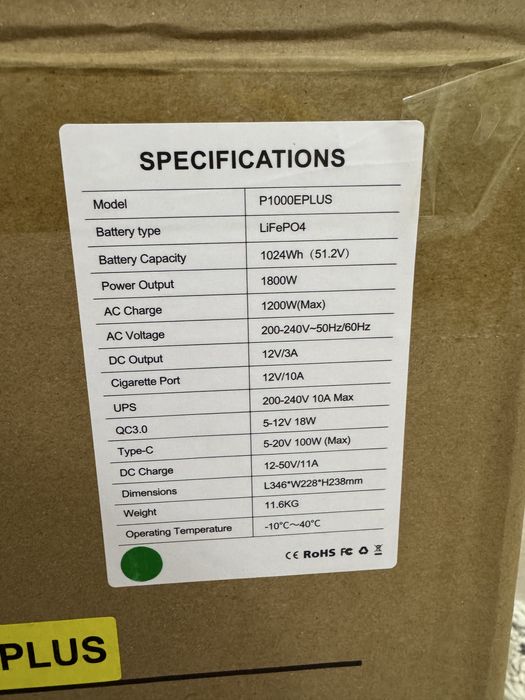 SPECIFICATIONS
Model P1000EPLUS
Battery type LiFePO4
Battery Capacity 1024Wh（51.2V）
Power Output 1800W
AC Charge 1200W(Max)
AC Voltage 200-240V~50Hz/60Hz
DC Output 12V/3A
Cigarette Port 12V/10A
UPS 200-240V 10A Max
QC3.0 5-12V 18W
Type-C 5-20V 100W (Max)
DC Charge 12-50V/11A
Dimensions L346*W228*H238mm
Weight 11.6KG
Operating Temperature -10°C～40°C
CE RoHS FC
PLUS